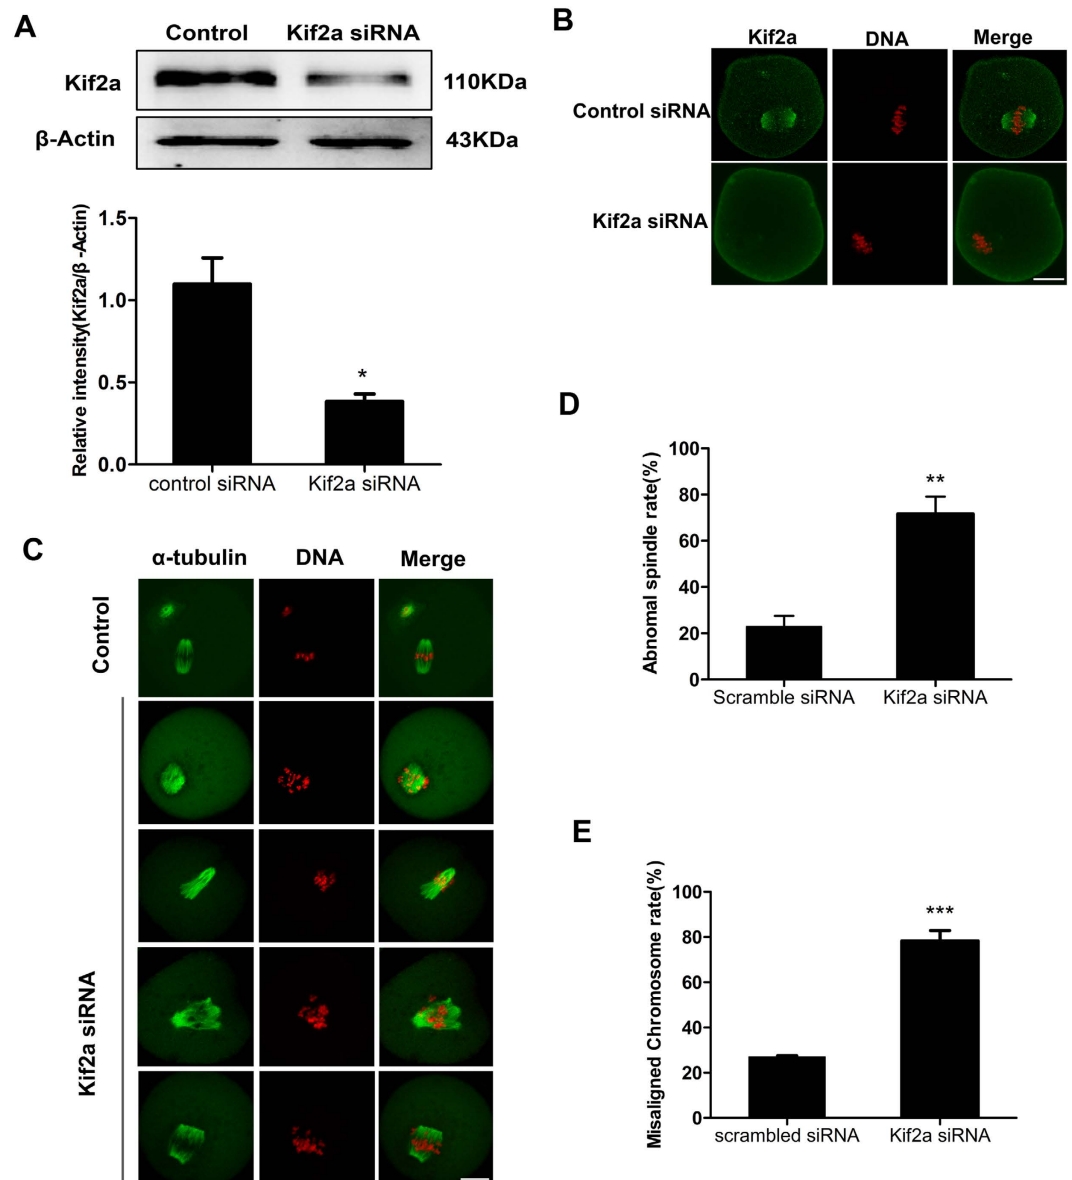 A
Control Kif2a siRNA
Kif2a 110KDa
β-Actin 43KDa
Relative intensity(Kif2a/β -Actin)
1.5
1.0
0.5
0.0
*
control siRNA Kif2a siRNA
B
Kif2a DNA Merge
Control siRNA
Kif2a siRNA
C
α-tubulin DNA Merge
Control
Kif2a siRNA
D
Abnomal spindle rate(%)
100
80
60
40
20
0
**
Scramble siRNA Kif2a siRNA
E
Misaligned Chromosome rate(%)
100
80
60
40
20
0
***
scrambled siRNA Kif2a siRNA